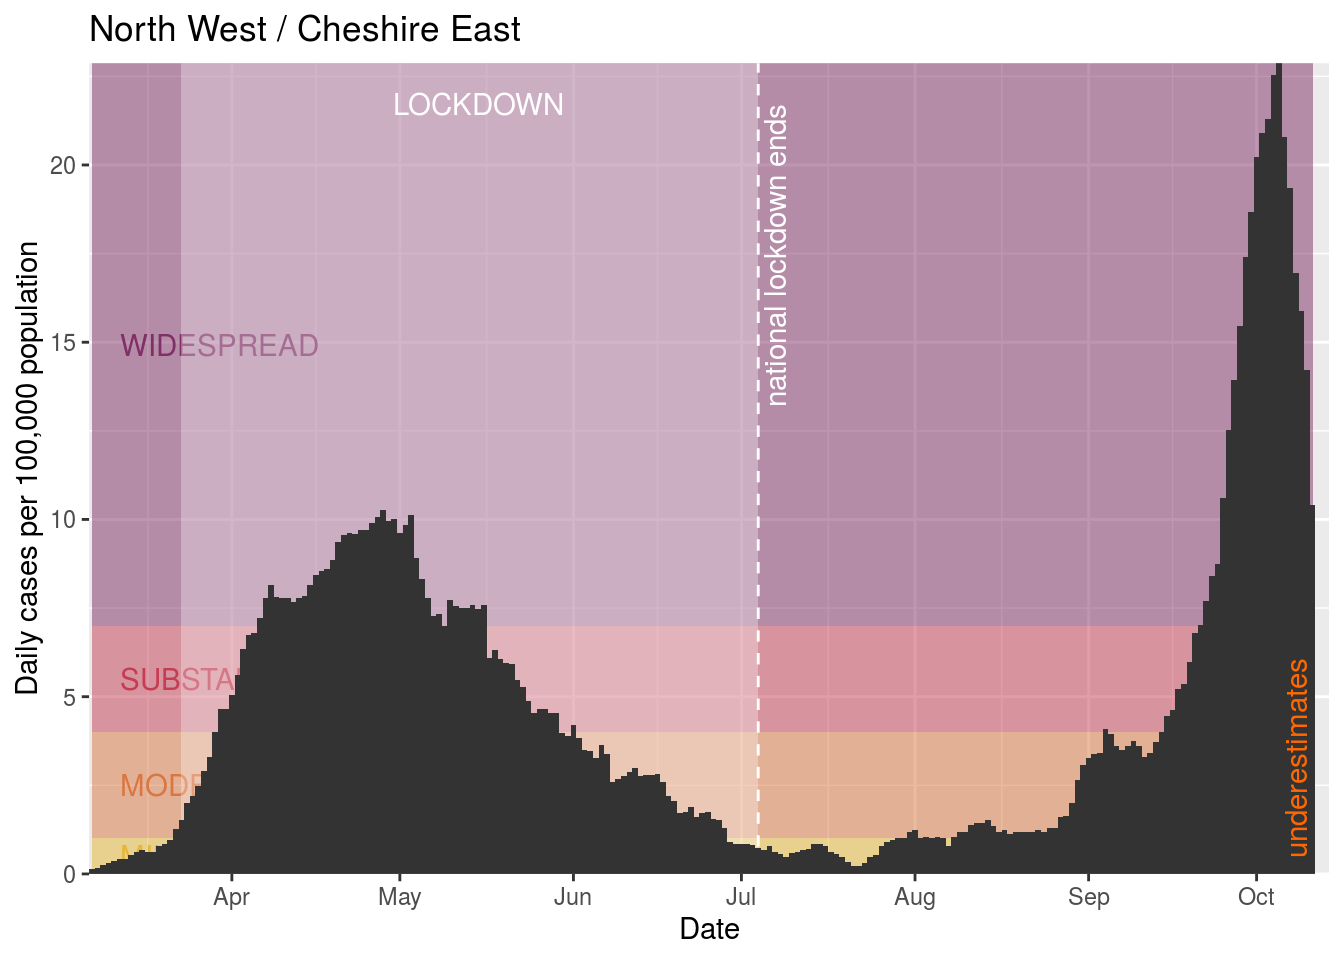 North West / Cheshire East
LOCKDOWN
national lockdown ends
WIDESPREAD
underestimates
Daily cases per 100,000 population
20
15
10
5
0
Apr
May
Jun
Jul
Aug
Sep
Oct
Date